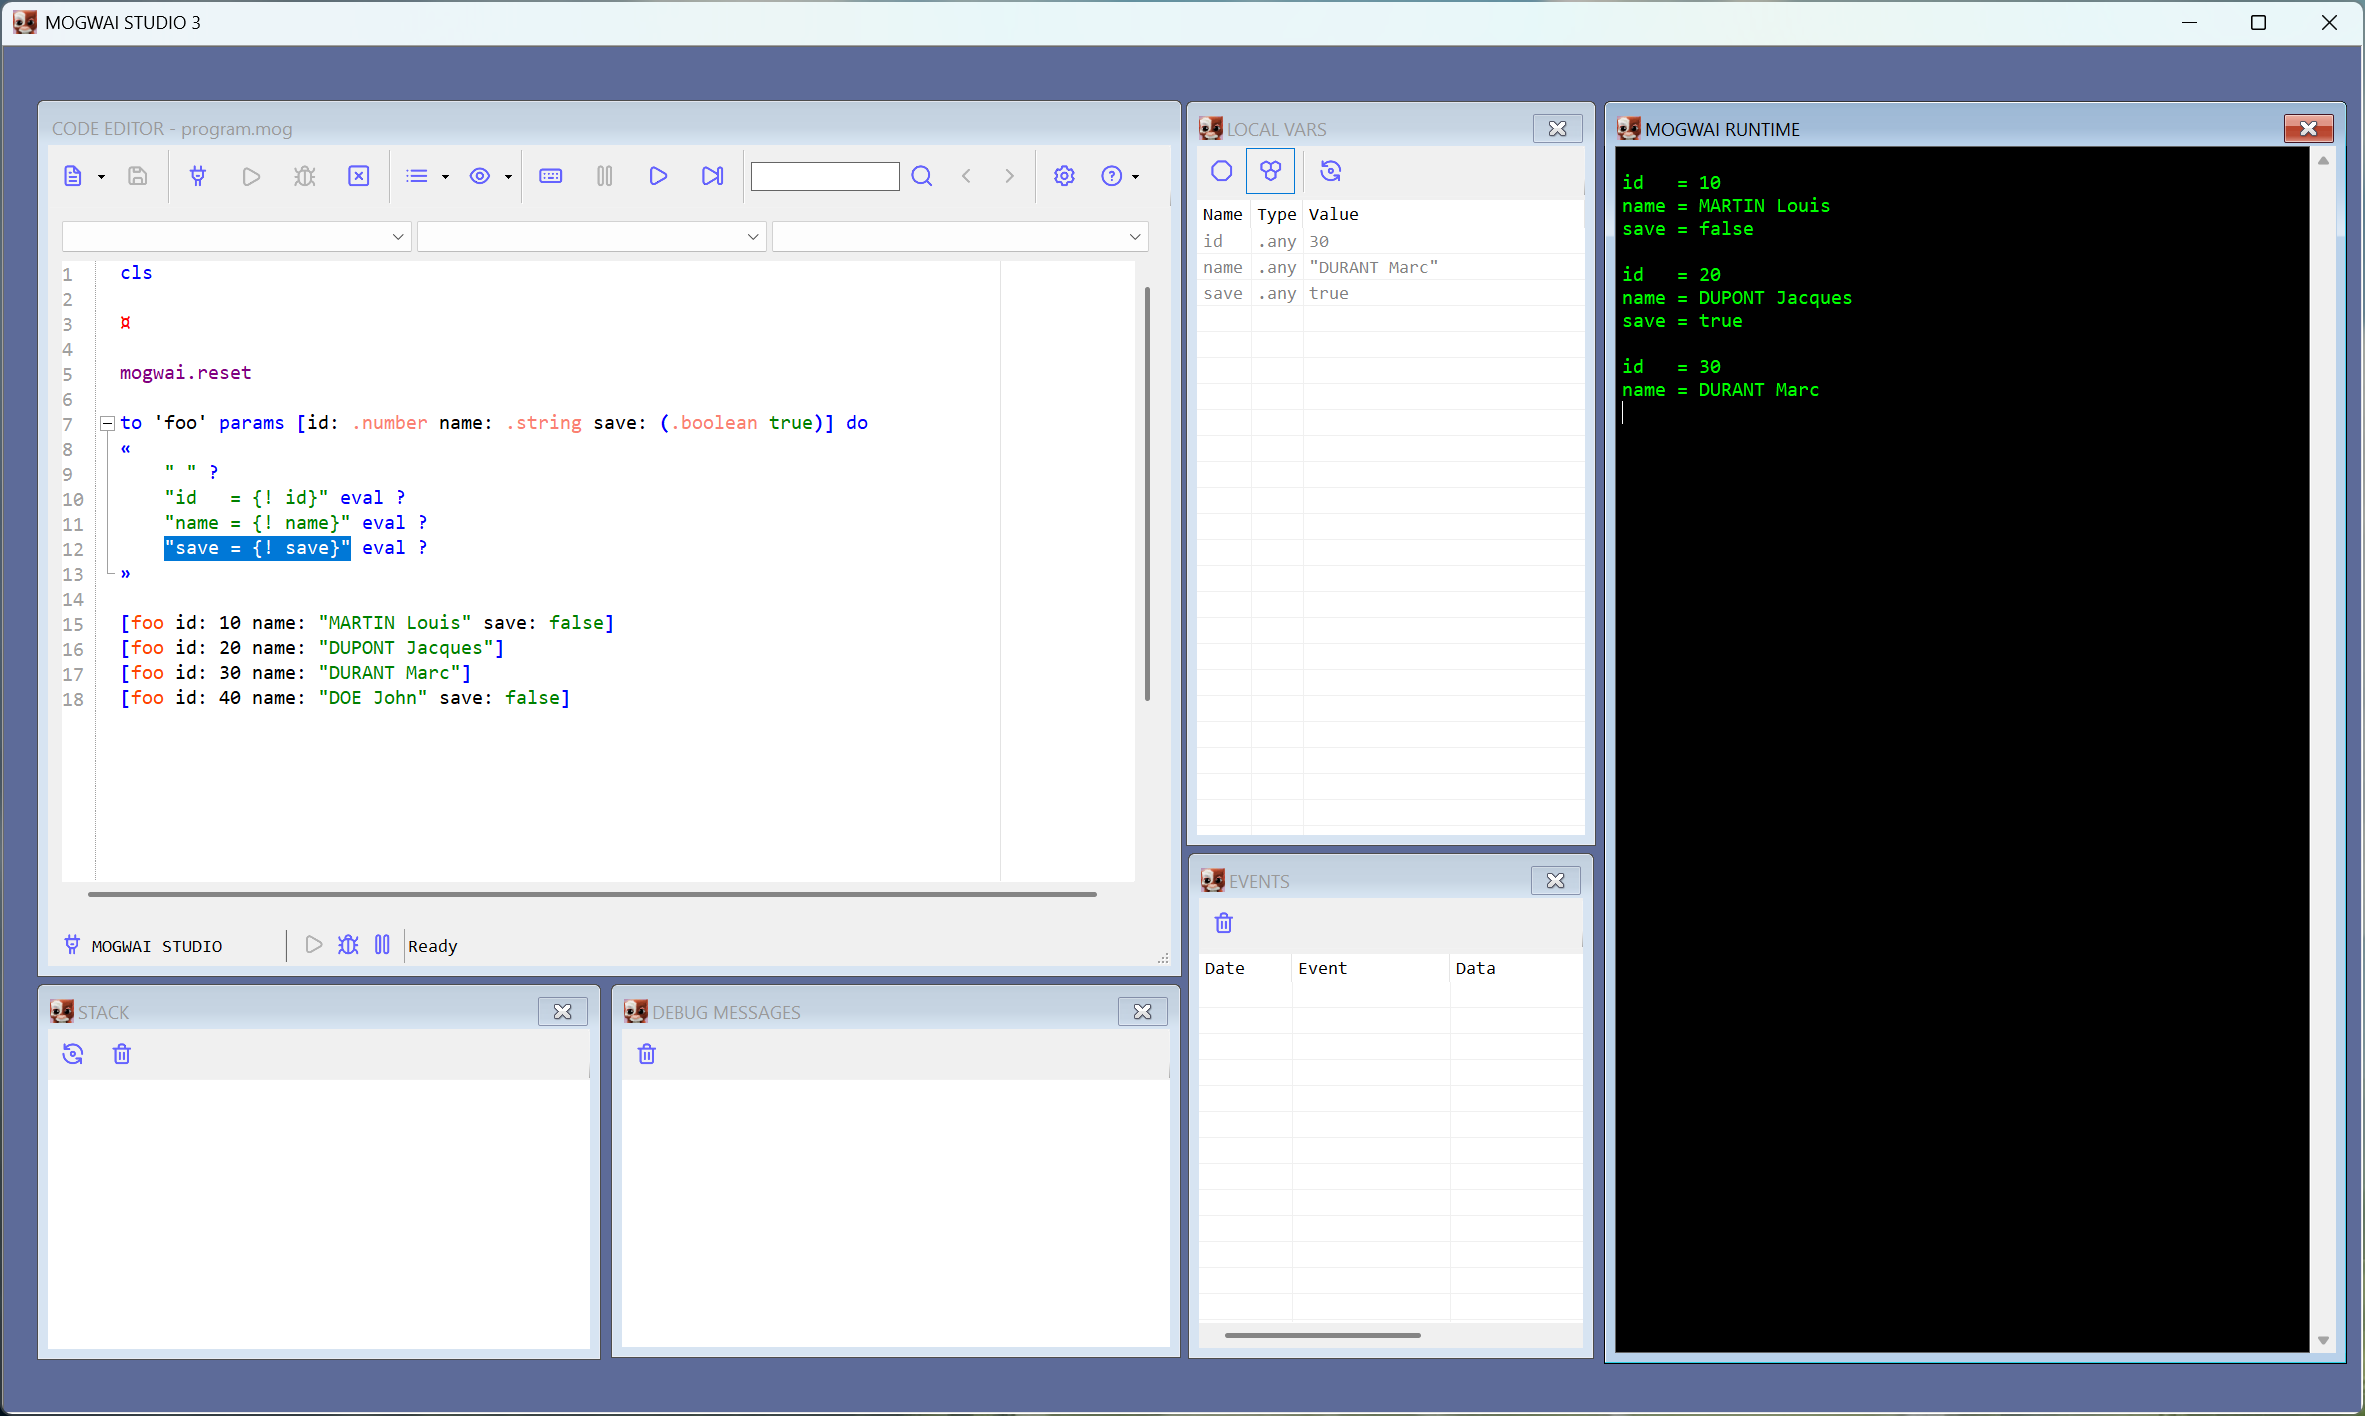 MOGWAI STUDIO 3
CODE EDITOR - program.mog
1 cls
2
3 ¤
4
5 mogwai.reset
6
7 to 'foo' params [id: .number name: .string save: (.boolean true)] do
8 «
9 " " ?
10 "id   = {! id}" eval ?
11 "name = {! name}" eval ?
12 "save = {! save}" eval ?
13 »
14
15 [foo id: 10 name: "MARTIN Louis" save: false]
16 [foo id: 20 name: "DUPONT Jacques"]
17 [foo id: 30 name: "DURANT Marc"]
18 [foo id: 40 name: "DOE John" save: false]
MOGWAI STUDIO
Ready
LOCAL VARS
Name Type Value
id .any 30
name .any "DURANT Marc"
save .any true
MOGWAI RUNTIME
id   = 10
name = MARTIN Louis
save = false
id   = 20
name = DUPONT Jacques
save = true
id   = 30
name = DURANT Marc
EVENTS
Date Event Data
STACK
DEBUG MESSAGES